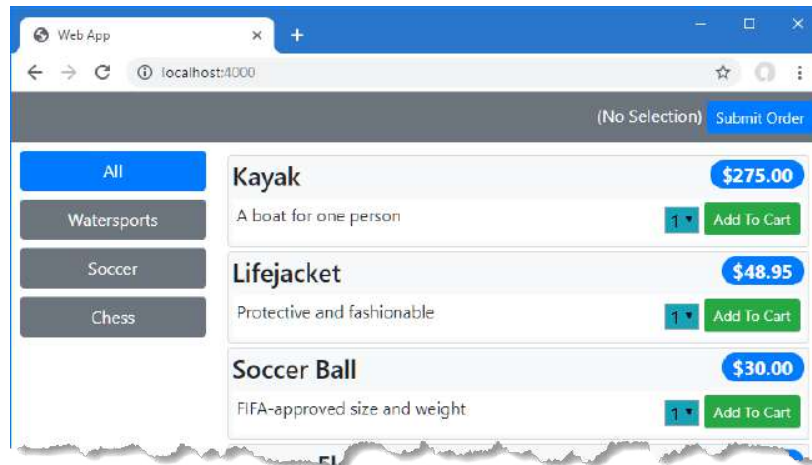 Web App
localhost:4000
(No Selection) Submit Order
All
Kayak $275.00
A boat for one person 1 Add To Cart
Watersports
Lifejacket $48.95
Soccer
Protective and fashionable 1 Add To Cart
Chess
Soccer Ball $30.00
FIFA-approved size and weight 1 Add To Cart